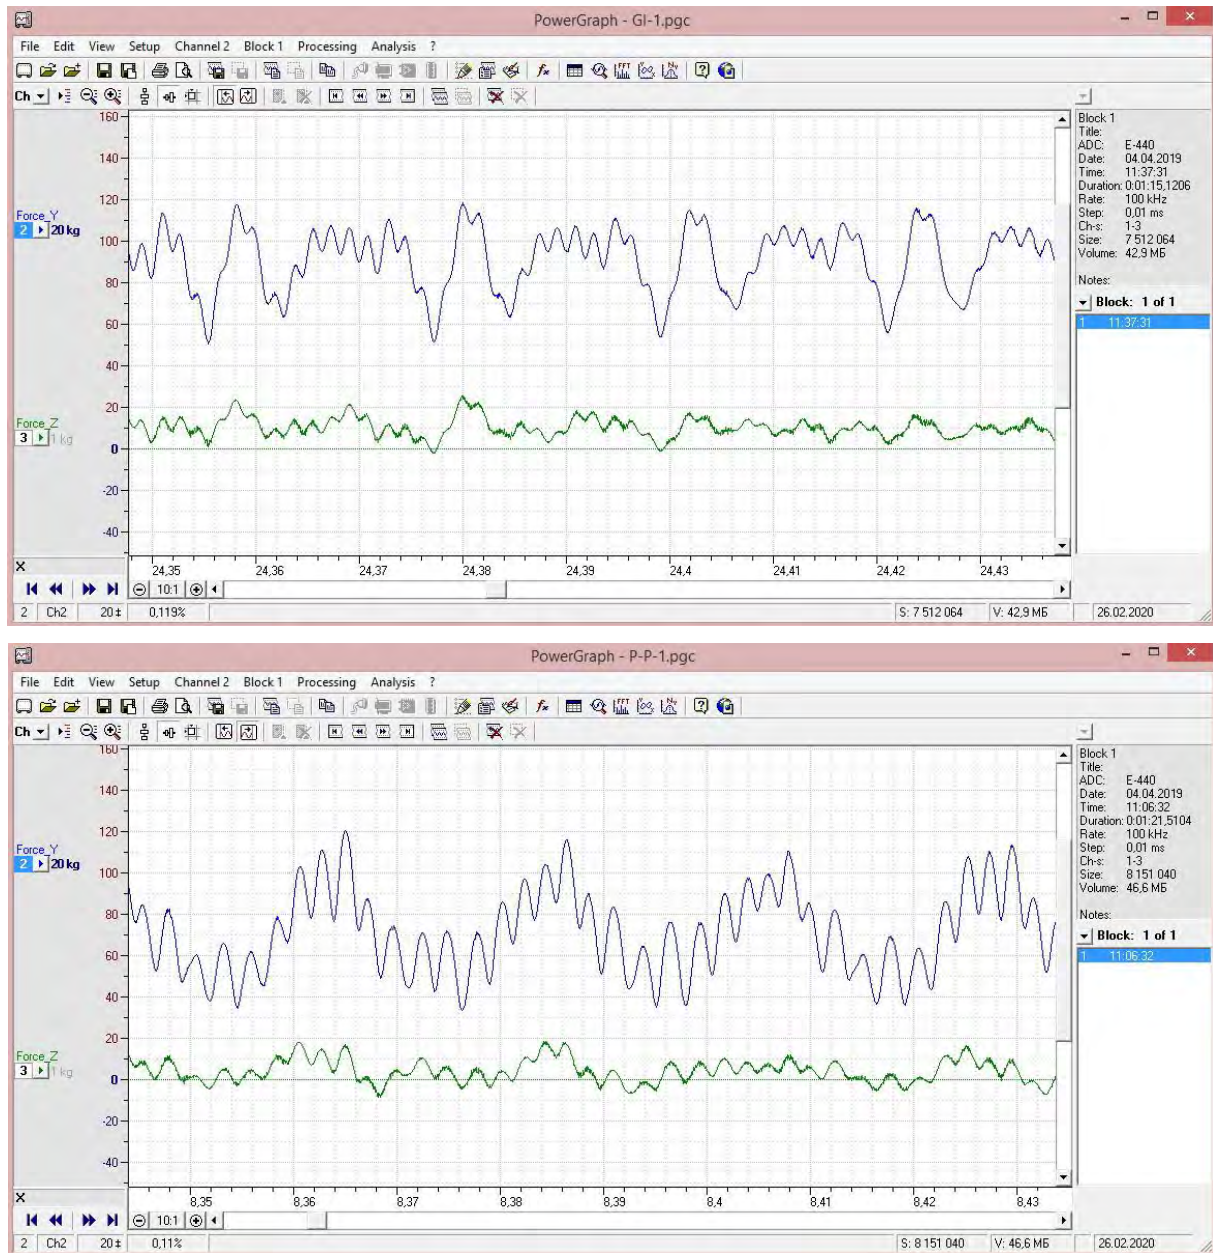 PowerGraph - GI-1.pgc
File Edit View Setup Channel 2 Block 1 Processing Analysis ?
Ch
160
140
120
100
80
60
40
20
0
-20
-40
Force_Y
2 20 kg
Force_Z
3 1 kg
24,35 24,36 24,37 24,38 24,39 24,4 24,41 24,42 24,43
X
10:1
2 Ch2 20± 0,119% S: 7 512 064 V: 42,9 МБ 26.02.2020
Block 1
Title:
ADC: E-440
Date: 04.04.2019
Time: 11:37:31
Duration: 0:01:15,1206
Rate: 100 kHz
Step: 0,01 ms
Ch-s: 1-3
Size: 7 512 064
Volume: 42,9 МБ
Notes:
Block: 1 of 1
1 11:37:31
PowerGraph - P-P-1.pgc
File Edit View Setup Channel 2 Block 1 Processing Analysis ?
Ch
160
140
120
100
80
60
40
20
0
-20
-40
Force_Y
2 20 kg
Force_Z
3 1 kg
8,35 8,36 8,37 8,38 8,39 8,4 8,41 8,42 8,43
X
10:1
2 Ch2 20± 0,11% S: 8 151 040 V: 46,6 МБ 26.02.2020
Block 1
Title:
ADC: E-440
Date: 04.04.2019
Time: 11:06:32
Duration: 0:01:21,5104
Rate: 100 kHz
Step: 0,01 ms
Ch-s: 1-3
Size: 8 151 040
Volume: 46,6 МБ
Notes:
Block: 1 of 1
1 11:06:32